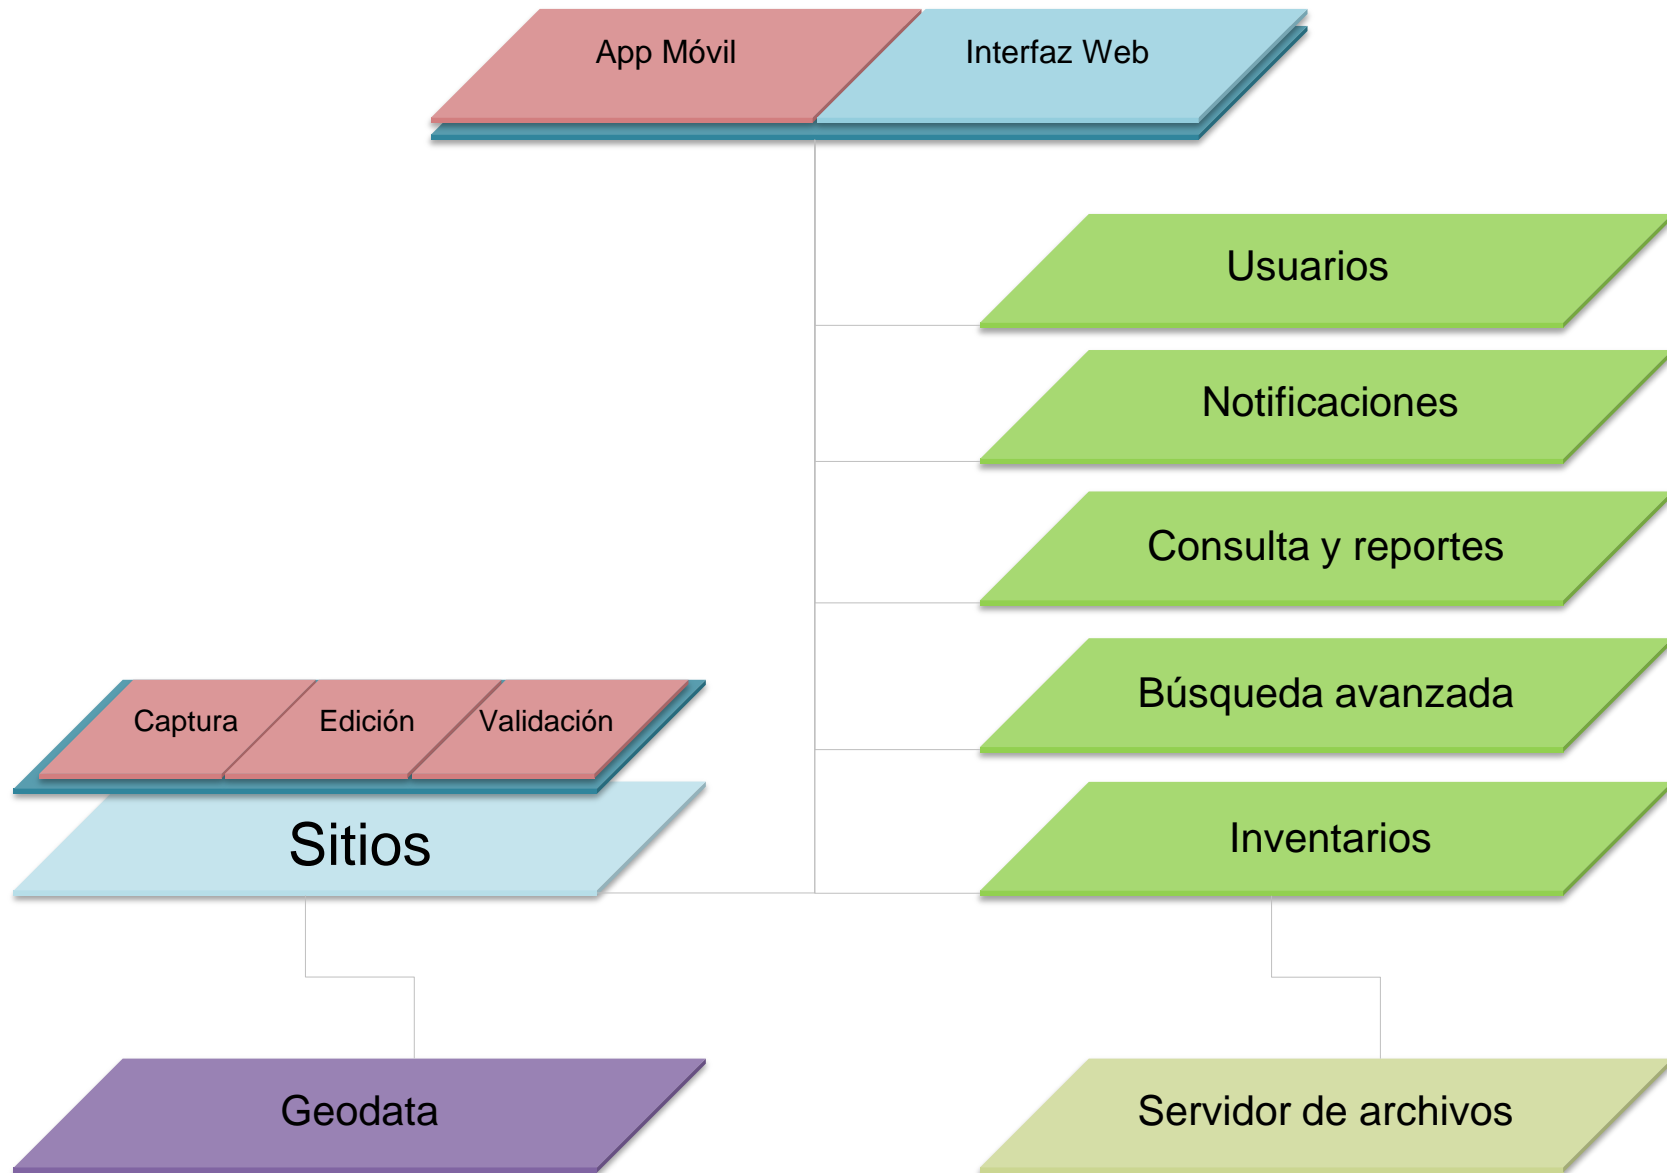 App Móvil
Interfaz Web
Usuarios
Notificaciones
Consulta y reportes
Búsqueda avanzada
Captura
Edición
Validación
Sitios
Inventarios
Geodata
Servidor de archivos